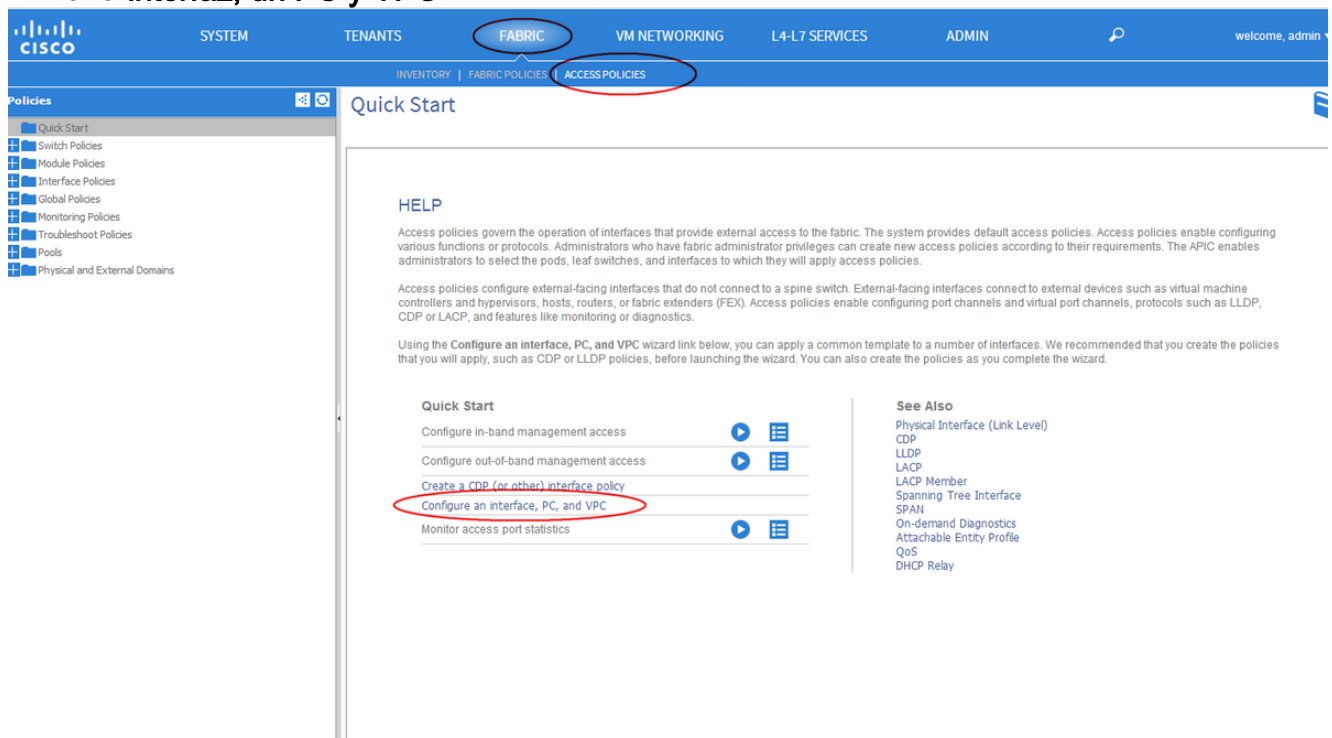 interfaz, un PC y VPC
CISCO
SYSTEM
TENANTS
FABRIC
VM NETWORKING
L4-L7 SERVICES
ADMIN
welcome, admin
INVENTORY | FABRIC POLICIES | ACCESS POLICIES
Policies
Quick Start
Switch Policies
Module Policies
Interface Policies
Global Policies
Monitoring Policies
Troubleshoot Policies
Pools
Physical and External Domains
Quick Start
HELP
Access policies govern the operation of interfaces that provide external access to the fabric. The system provides default access policies. Access policies enable configuring
various functions or protocols. Administrators who have fabric administrator privileges can create new access policies according to their requirements. The APIC enables
administrators to select the pods, leaf switches, and interfaces to which they will apply access policies.
Access policies configure external-facing interfaces that do not connect to a spine switch. External-facing interfaces connect to external devices such as virtual machine
controllers and hypervisors, hosts, routers, or fabric extenders (FEX). Access policies enable configuring port channels and virtual port channels, protocols such as LLDP,
CDP or LACP, and features like monitoring or diagnostics.
Using the Configure an interface, PC, and VPC wizard link below, you can apply a common template to a number of interfaces. We recommended that you create the policies
that you will apply, such as CDP or LLDP policies, before launching the wizard. You can also create the policies as you complete the wizard.
Quick Start
Configure in-band management access
Configure out-of-band management access
Create a CDP (or other) interface policy
Configure an interface, PC, and VPC
Monitor access port statistics
See Also
Physical Interface (Link Level)
CDP
LLDP
LACP
LACP Member
Spanning Tree Interface
SPAN
On-demand Diagnostics
Attachable Entity Profile
QoS
DHCP Relay